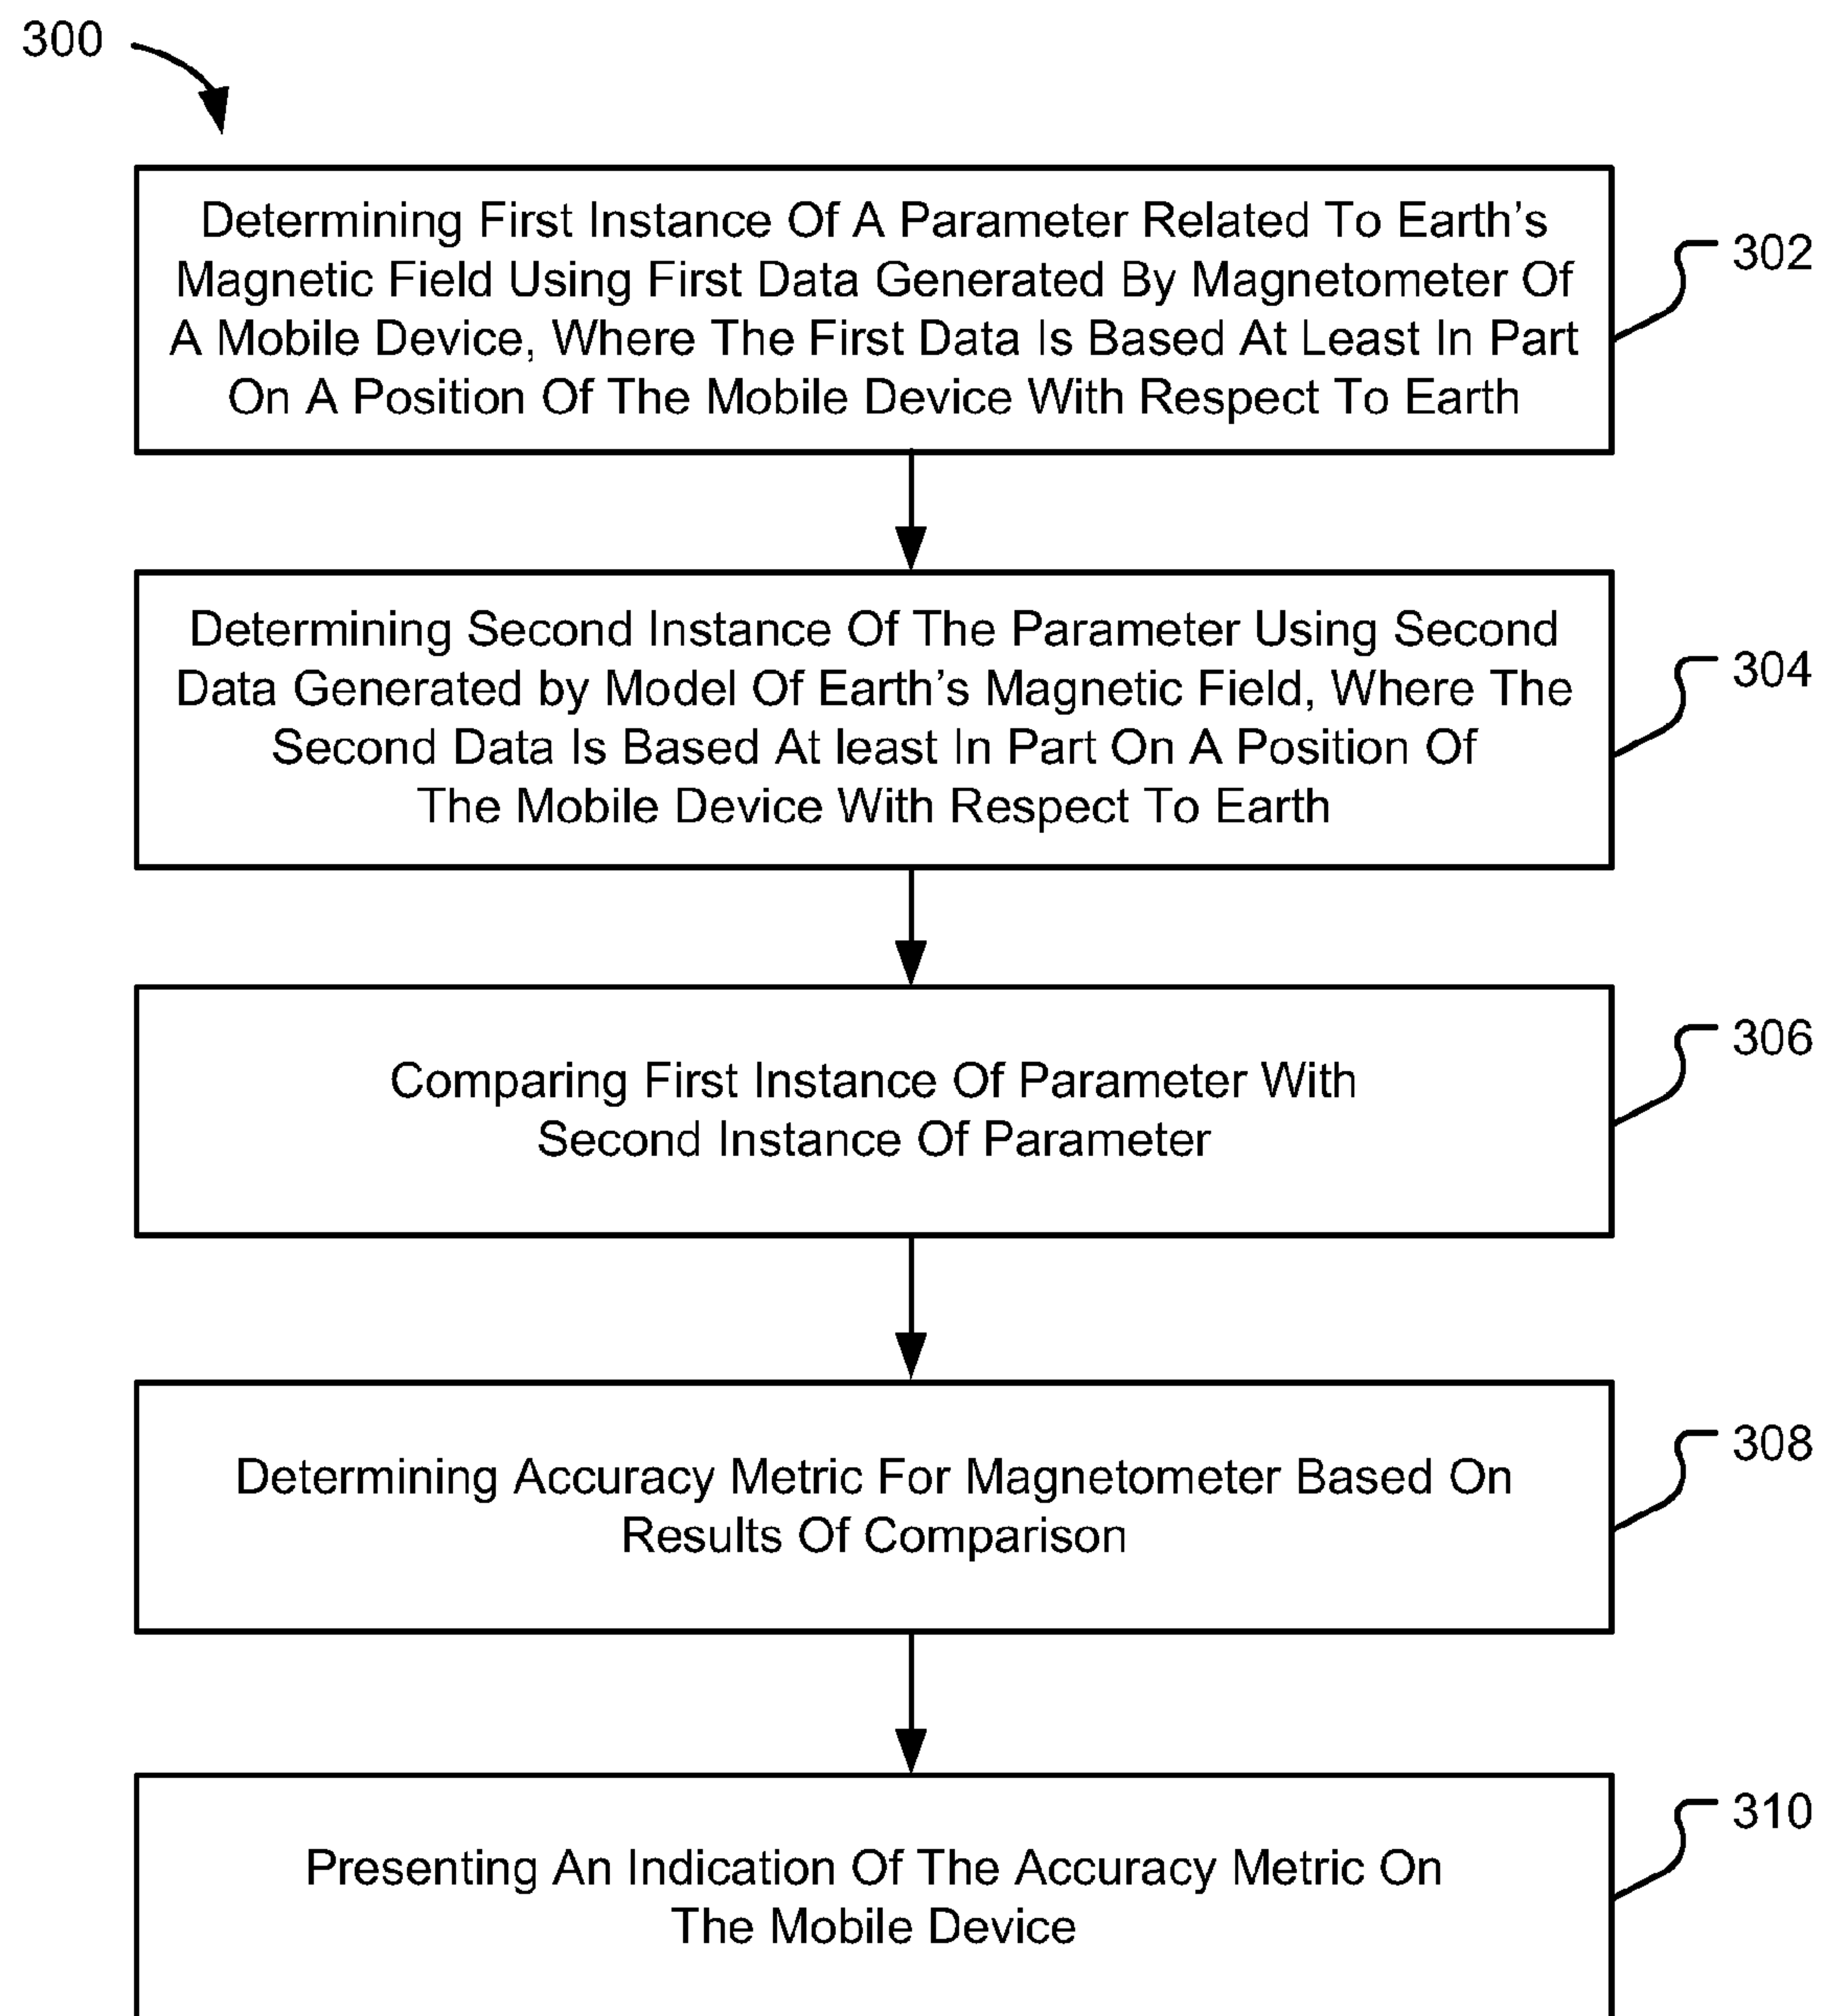 300
Determining First Instance Of A Parameter Related To Earth's
Magnetic Field Using First Data Generated By Magnetometer Of
A Mobile Device, Where The First Data Is Based At Least In Part
On A Position Of The Mobile Device With Respect To Earth
302
Determining Second Instance Of The Parameter Using Second
Data Generated by Model Of Earth's Magnetic Field, Where The
Second Data Is Based At least In Part On A Position Of
The Mobile Device With Respect To Earth
304
Comparing First Instance Of Parameter With
Second Instance Of Parameter
306
Determining Accuracy Metric For Magnetometer Based On
Results Of Comparison
308
Presenting An Indication Of The Accuracy Metric On
The Mobile Device
310